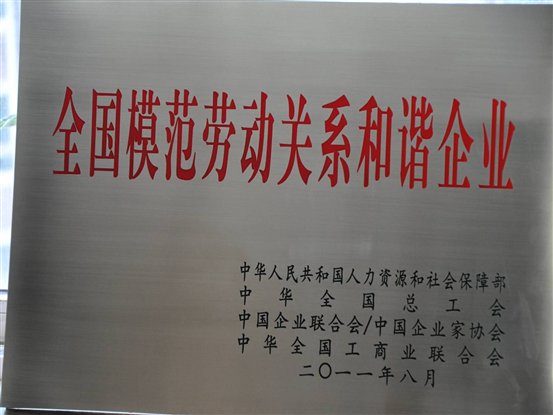 全国模范劳动关系和谐企业
中华人民共和国人力资源和社会保障部
中华全国总工会
中国企业联合会/中国企业家协会
中华全国工商业联合会
二〇一一年八月